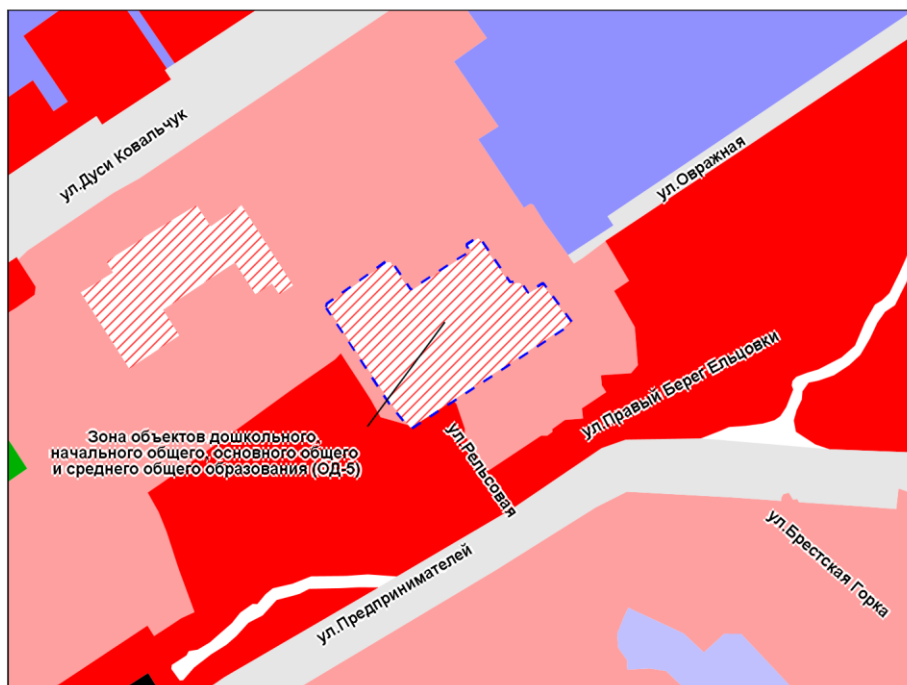 ул.Дуси Ковальчук
ул.Овражная
ул.Правый Берег Ельцовки
Зона объектов дошкольного,
начального общего, основного общего
и среднего общего образования (ОД-5)
ул.Рельсовая
ул.Предпринимателей
ул.Брестская Горка